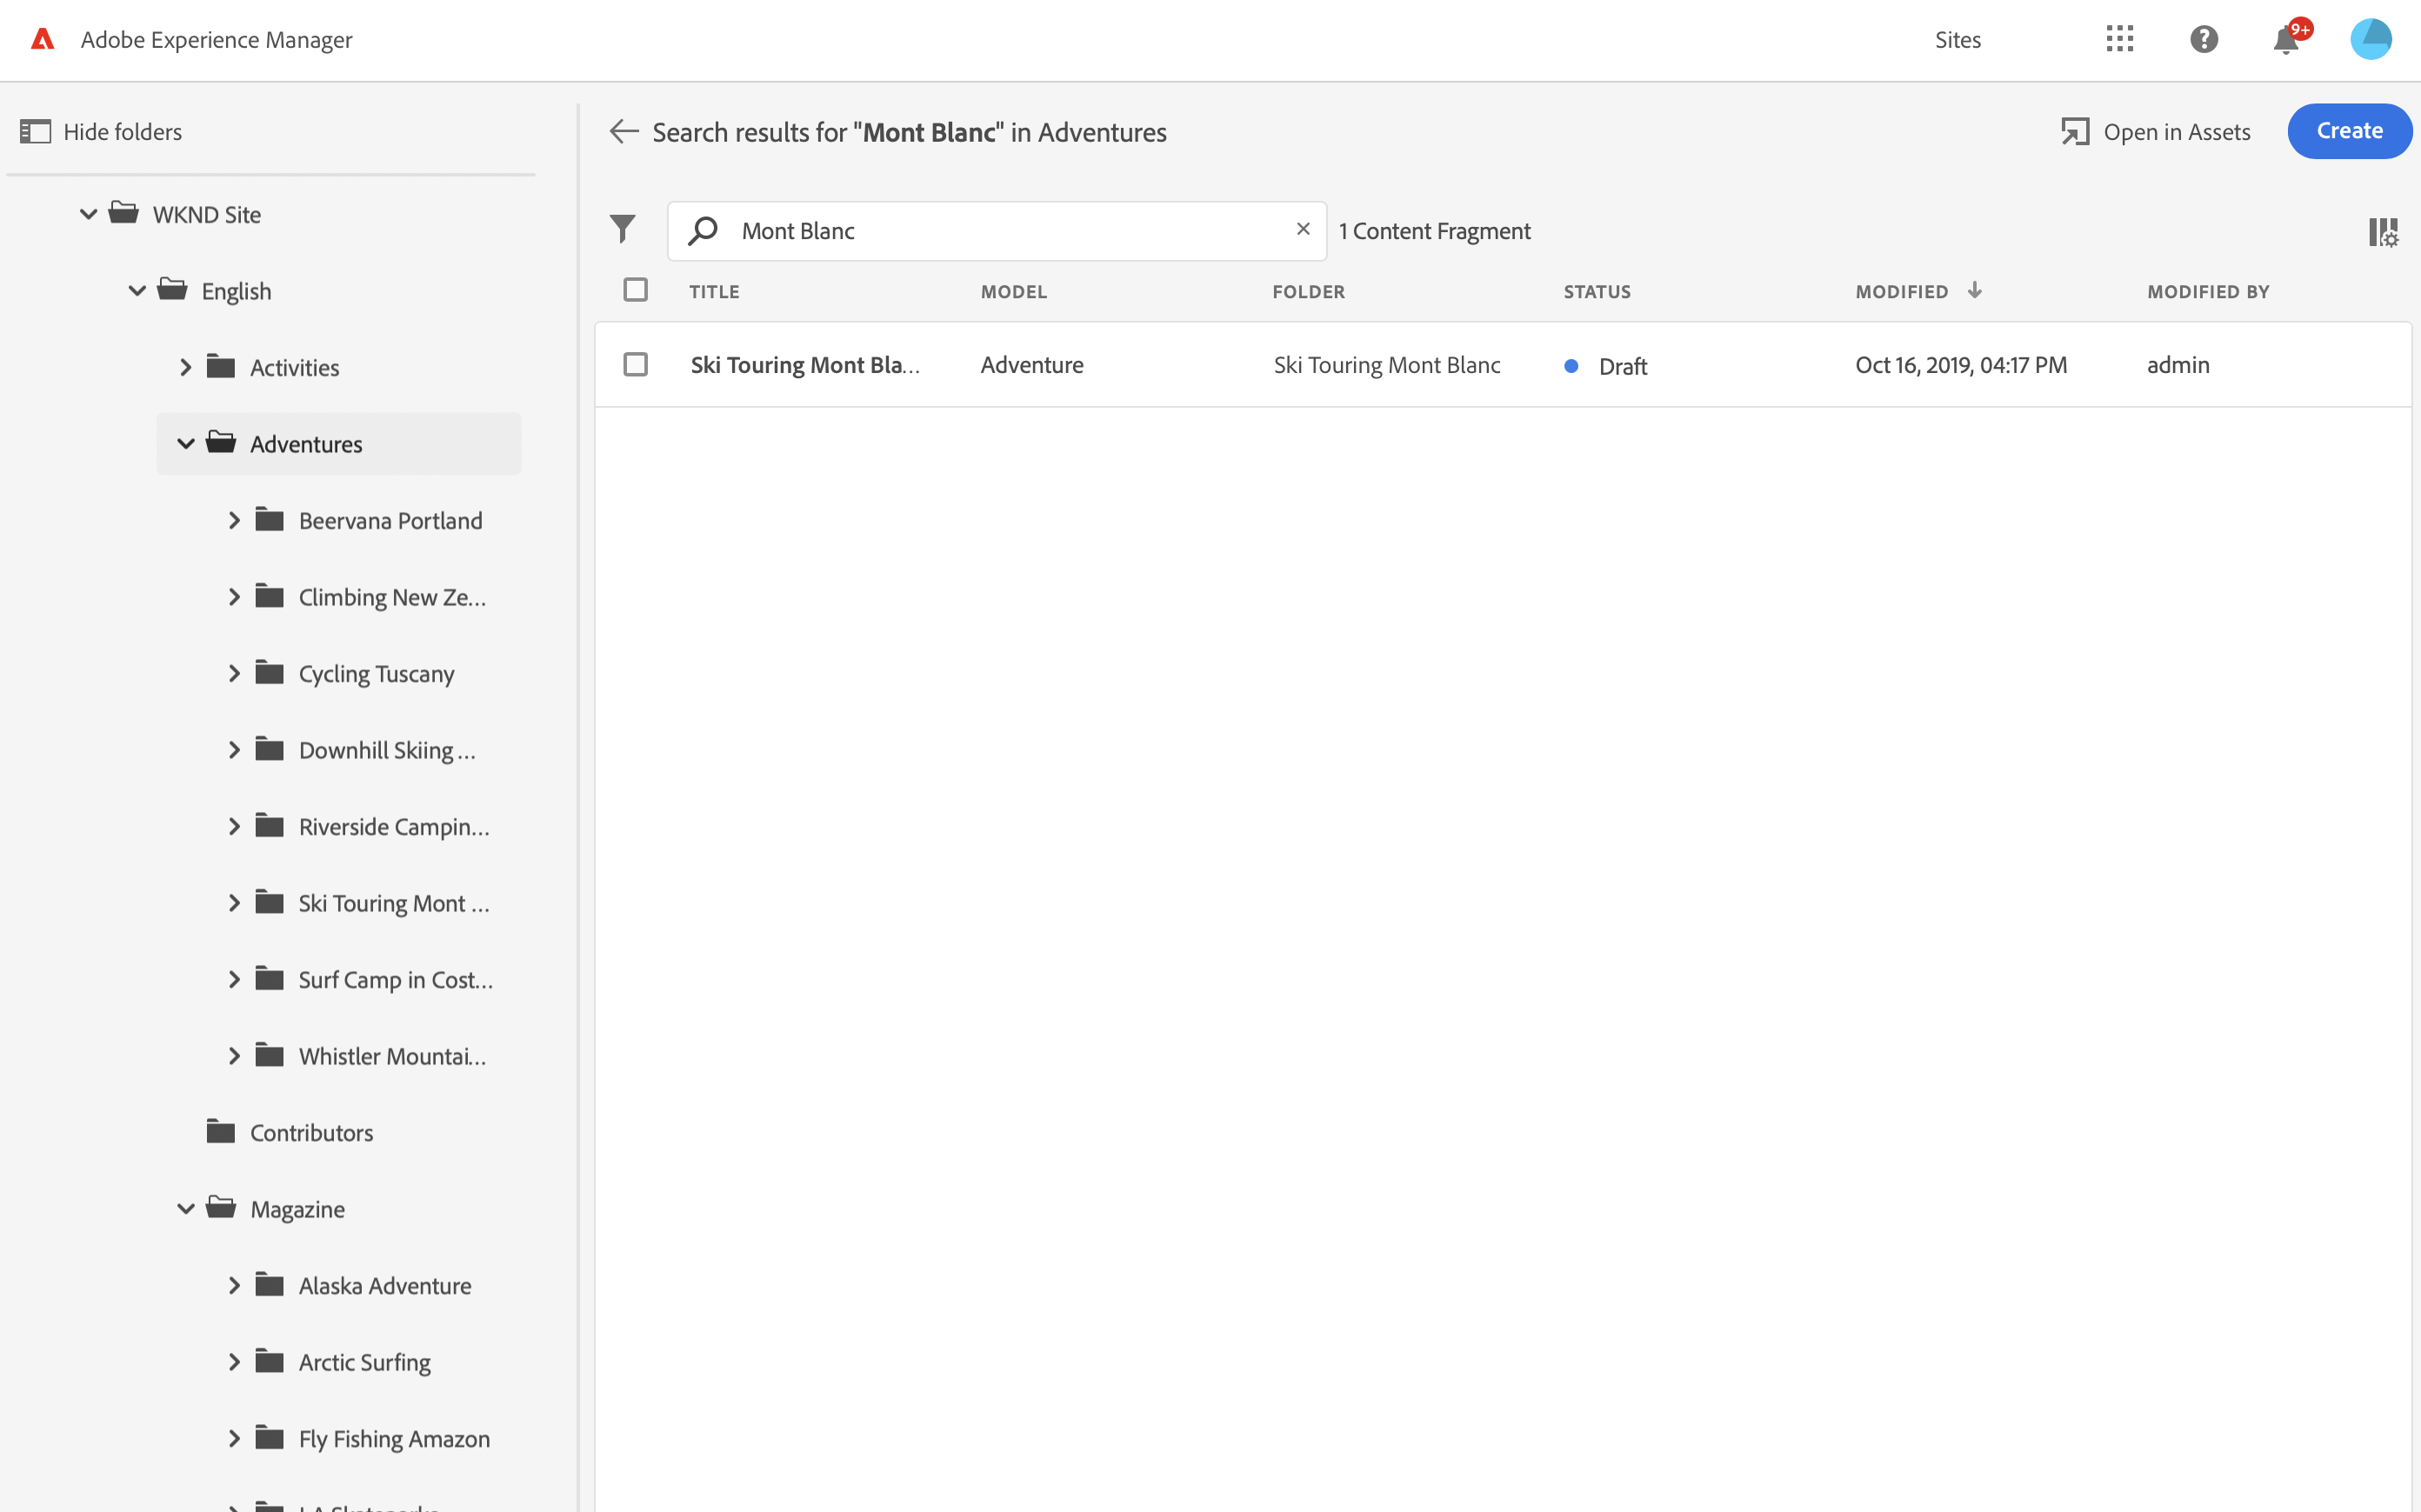 Adobe Experience Manager
Sites
9+
Hide folders
WKND Site
English
Activities
Adventures
Beervana Portland
Climbing New Ze...
Cycling Tuscany
Downhill Skiing ...
Riverside Campin...
Ski Touring Mont ...
Surf Camp in Cost...
Whistler Mountai...
Contributors
Magazine
Alaska Adventure
Arctic Surfing
Fly Fishing Amazon
Search results for "Mont Blanc" in Adventures
Open in Assets
Create
Mont Blanc
1 Content Fragment
TITLE MODEL FOLDER STATUS MODIFIED MODIFIED BY
Ski Touring Mont Bla... Adventure Ski Touring Mont Blanc Draft Oct 16, 2019, 04:17 PM admin